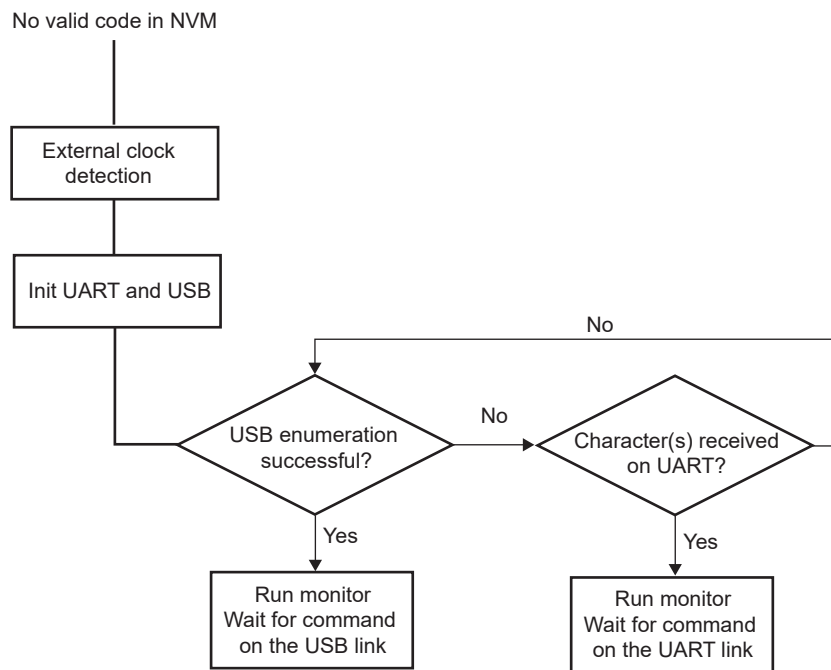 No valid code in NVM
External clock
detection
Init UART and USB
No
USB enumeration
successful?
No
Character(s) received
on UART?
Yes
Yes
Run monitor
Wait for command
on the USB link
Run monitor
Wait for command
on the UART link